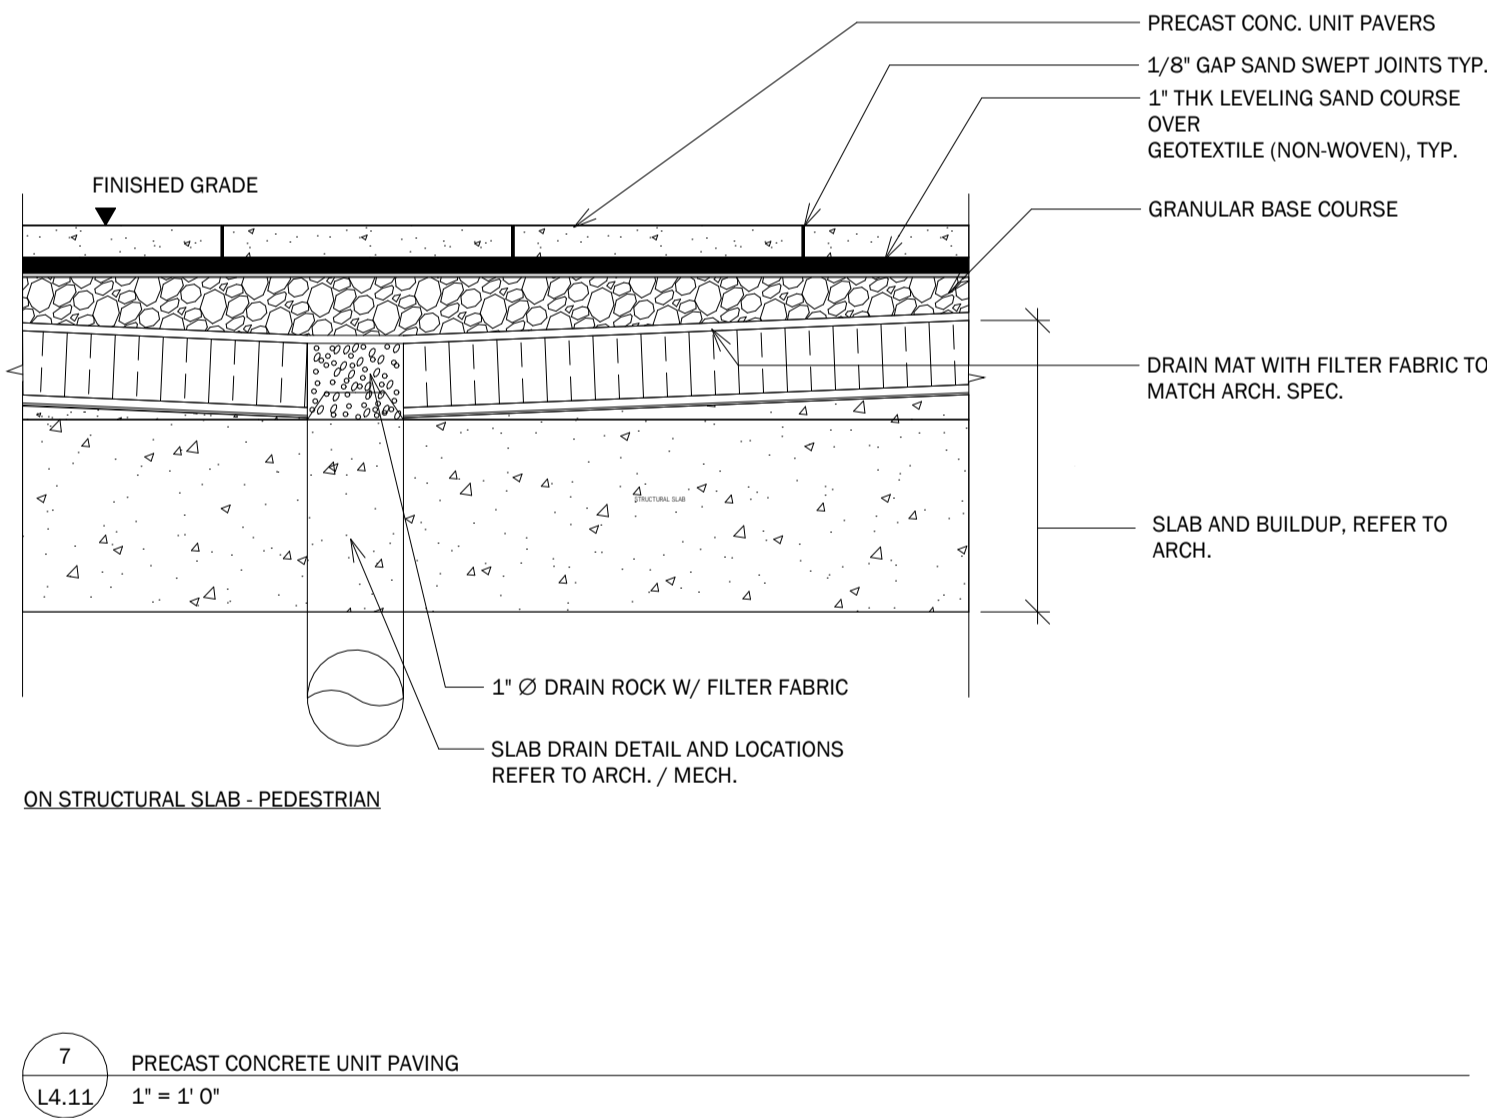 PRECAST CONC. UNIT PAVERS
1/8" GAP SAND SWEPT JOINTS TYP.
1" THK LEVELING SAND COURSE
OVER
GEOTEXTILE (NON-WOVEN), TYP.
FINISHED GRADE
GRANULAR BASE COURSE
DRAIN MAT WITH FILTER FABRIC TO
MATCH ARCH. SPEC.
STRUCTURAL SLAB
SLAB AND BUILDUP, REFER TO
ARCH.
1" Ø DRAIN ROCK W/ FILTER FABRIC
SLAB DRAIN DETAIL AND LOCATIONS
REFER TO ARCH. / MECH.
ON STRUCTURAL SLAB - PEDESTRIAN
7
PRECAST CONCRETE UNIT PAVING
L4.11
1" = 1' 0"